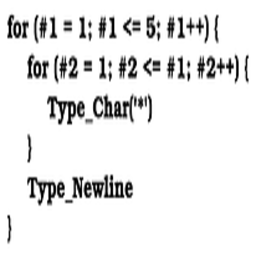 for (#1 = 1; #1 <= 5; #1++) {
for (#2 = 1; #2 <= #1; #2++) {
Type_Char('*')
}
Type_Newline
}